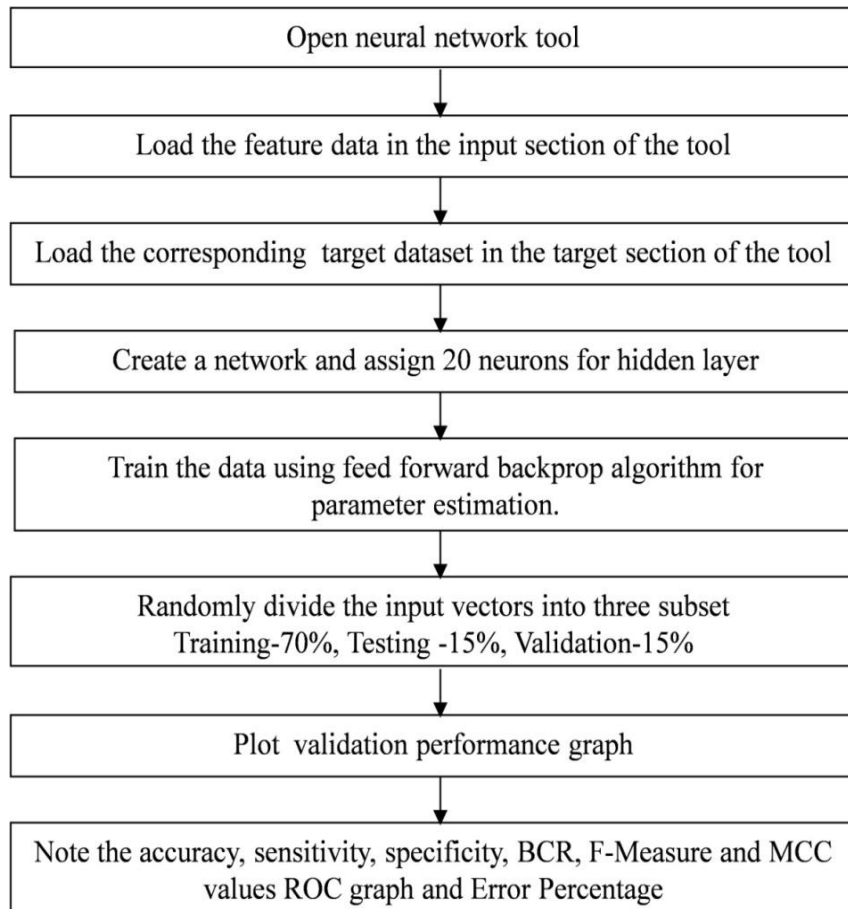 Open neural network tool
Load the feature data in the input section of the tool
Load the corresponding target dataset in the target section of the tool
Create a network and assign 20 neurons for hidden layer
Train the data using feed forward backprop algorithm for
parameter estimation.
Randomly divide the input vectors into three subset
Training-70%, Testing -15%, Validation-15%
Plot validation performance graph
Note the accuracy, sensitivity, specificity, BCR, F-Measure and MCC
values ROC graph and Error Percentage